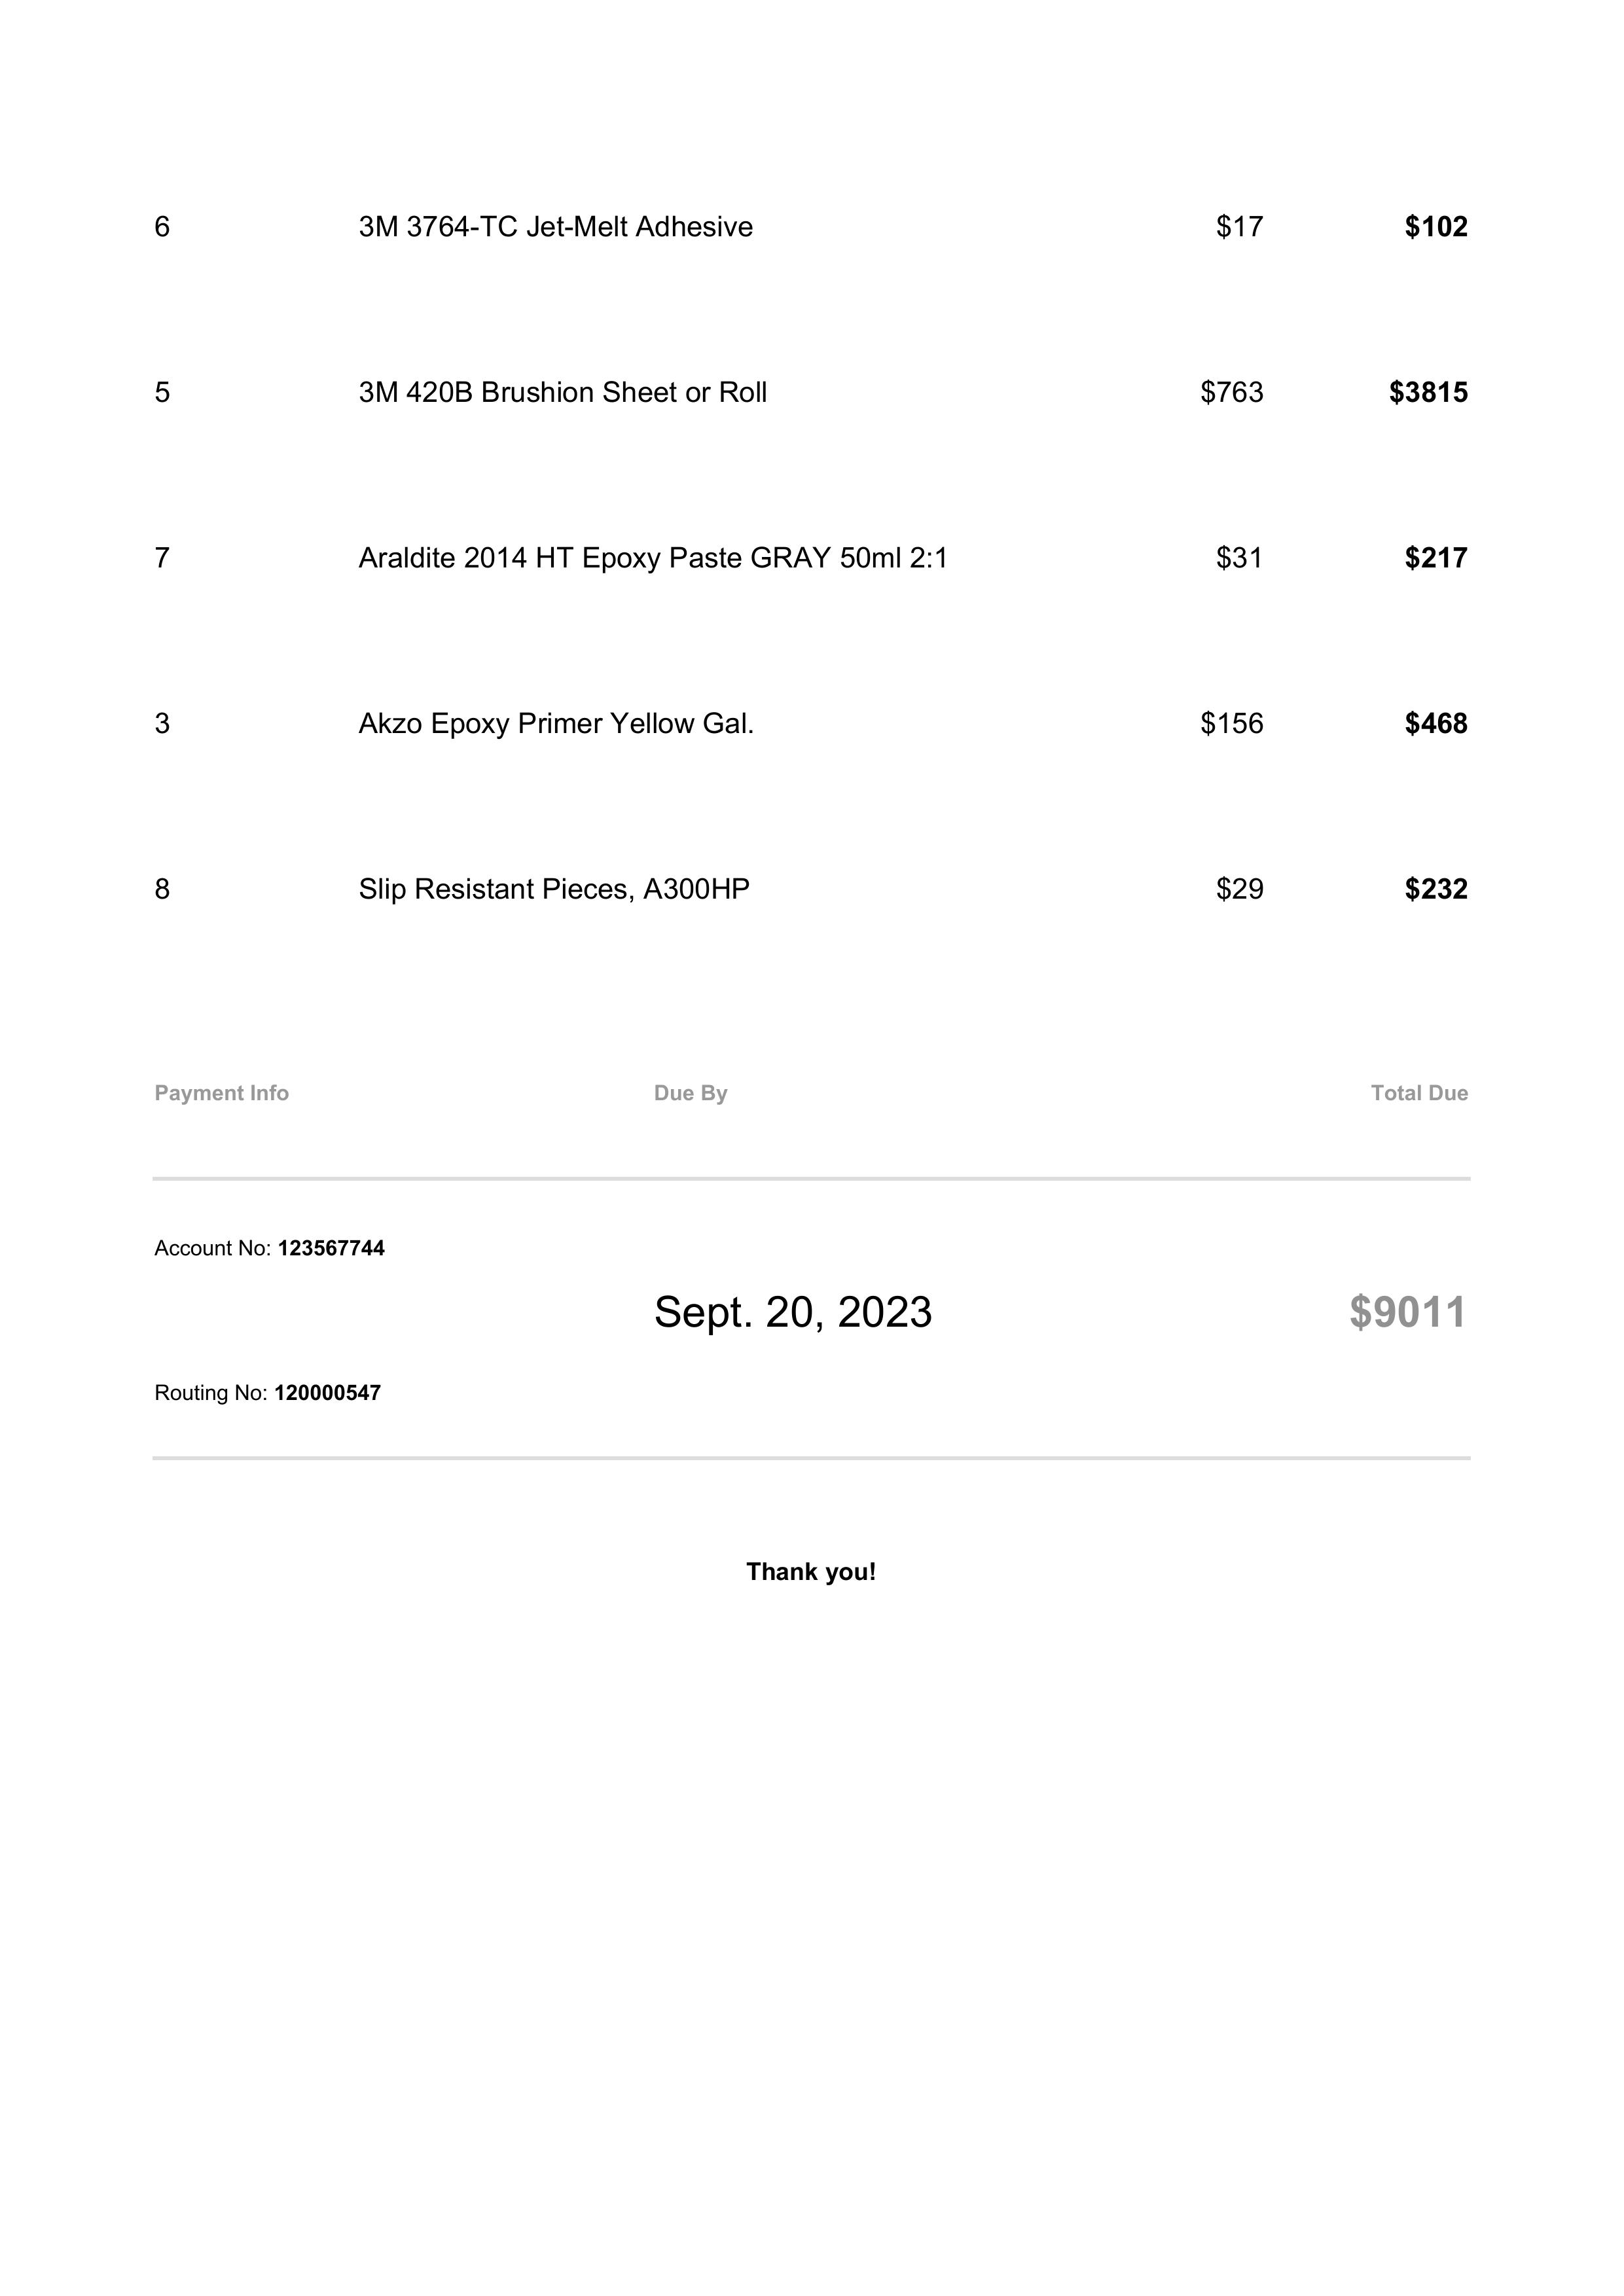 6 3M 3764-TC Jet-Melt Adhesive $17 $102
5 3M 420B Brushion Sheet or Roll $763 $3815
7 Araldite 2014 HT Epoxy Paste GRAY 50ml 2:1 $31 $217
3 Akzo Epoxy Primer Yellow Gal. $156 $468
8 Slip Resistant Pieces, A300HP $29 $232
Payment Info Due By Total Due
Account No: 123567744
Sept. 20, 2023 $9011
Routing No: 120000547
Thank you!